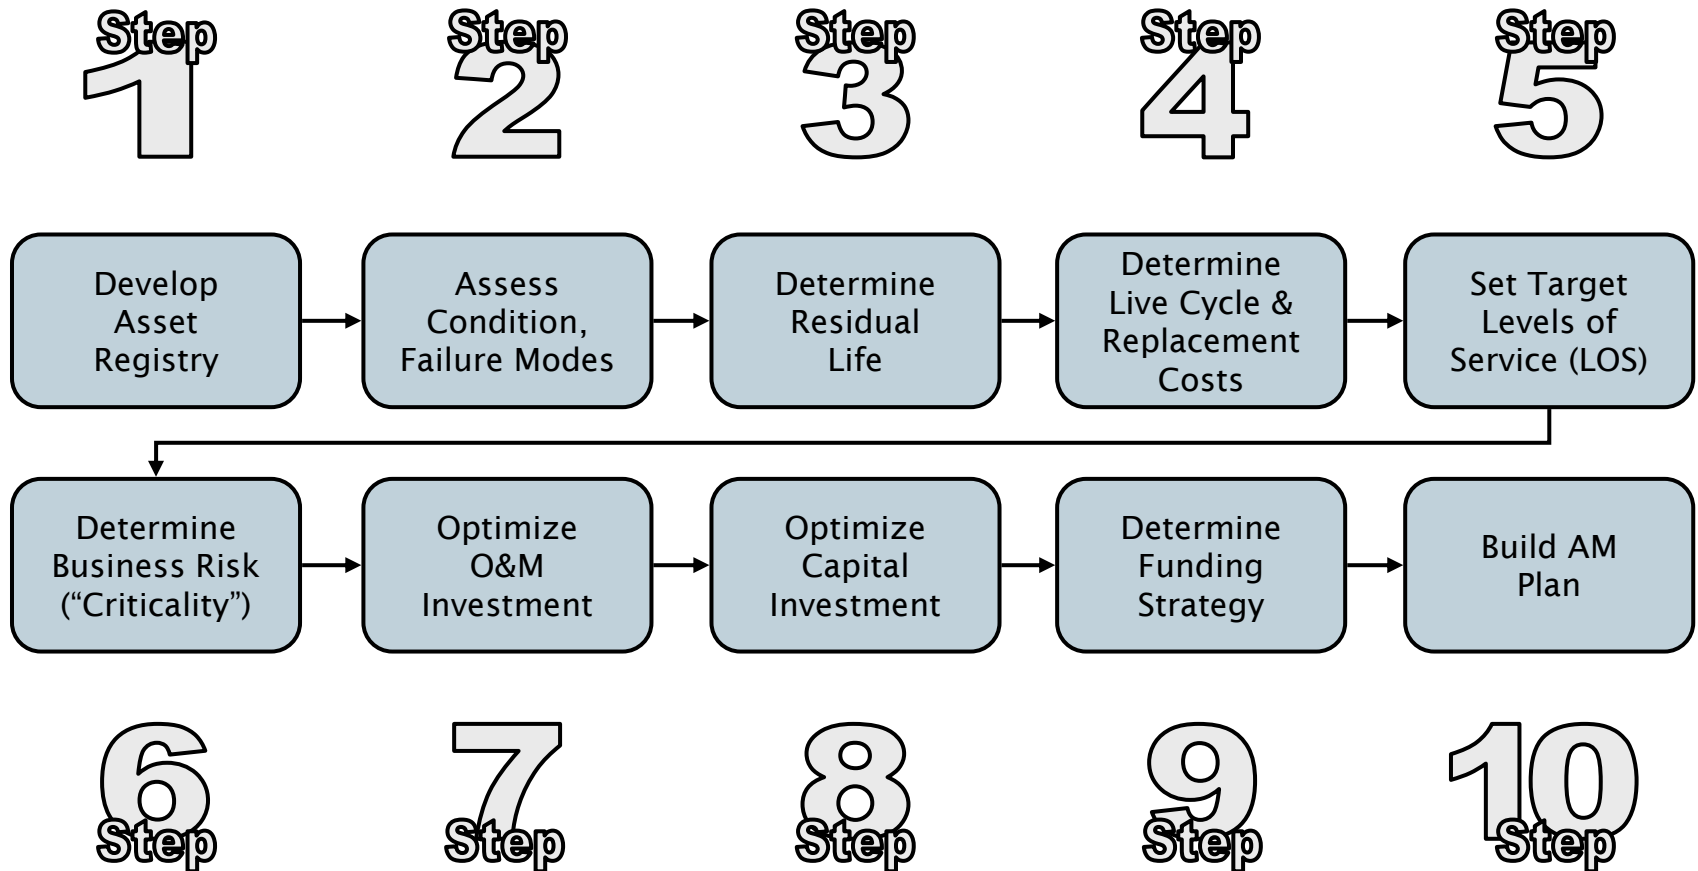 Step
1
Step
2
Step
3
Step
4
Step
5
Develop
Asset
Registry
Assess
Condition,
Failure Modes
Determine
Residual
Life
Determine
Live Cycle &
Replacement
Costs
Set Target
Levels of
Service (LOS)
Determine
Business Risk
(“Criticality”)
Optimize
O&M
Investment
Optimize
Capital
Investment
Determine
Funding
Strategy
Build AM
Plan
6
Step
7
Step
8
Step
9
Step
10
Step